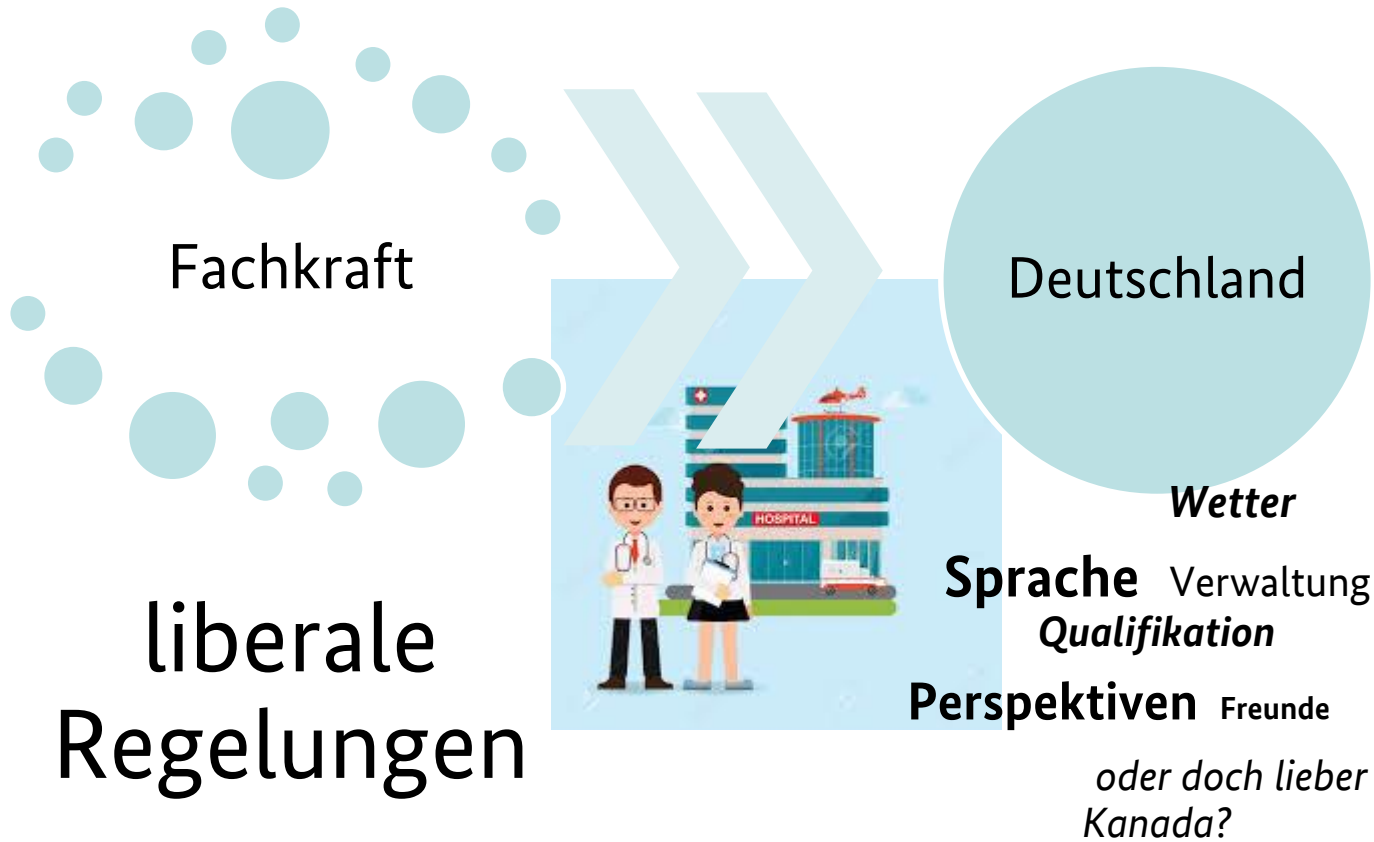 Fachkraft
Deutschland
HOSPITAL
liberale
Regelungen
Wetter
Sprache Verwaltung
Qualifikation
Perspektiven Freunde
oder doch lieber
Kanada?